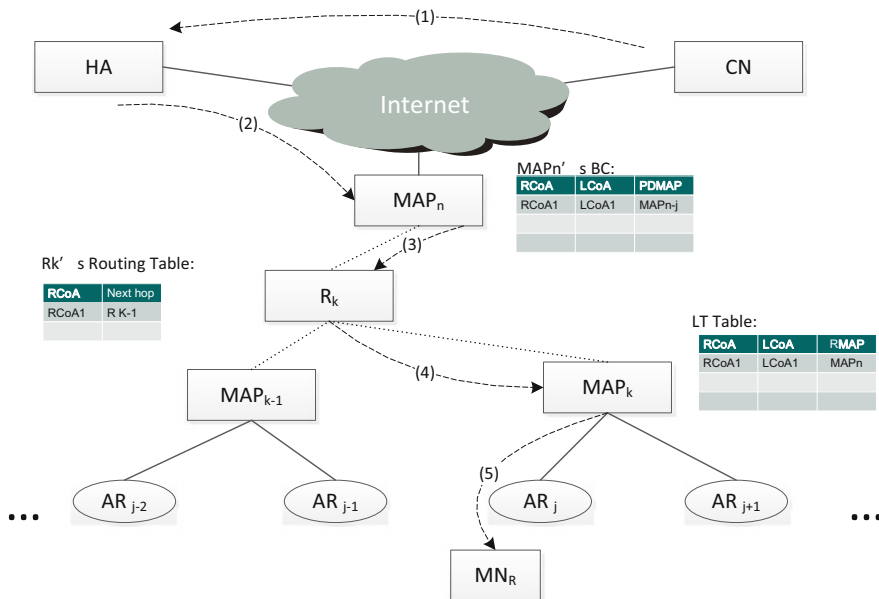 (1)
HA
CN
Internet
(2)
MAPn' s BC:
RCoA LCoA PDMAP
RCoA1 LCoA1 MAPn-j
MAPn
(3)
Rk' s Routing Table:
RCoA Next hop
RCoA1 R K-1
Rk
LT Table:
RCoA LCoA RMAP
RCoA1 LCoA1 MAPn
(4)
MAPk-1
MAPk
(5)
... AR j-2 AR j-1 AR j AR j+1 ...
MNR